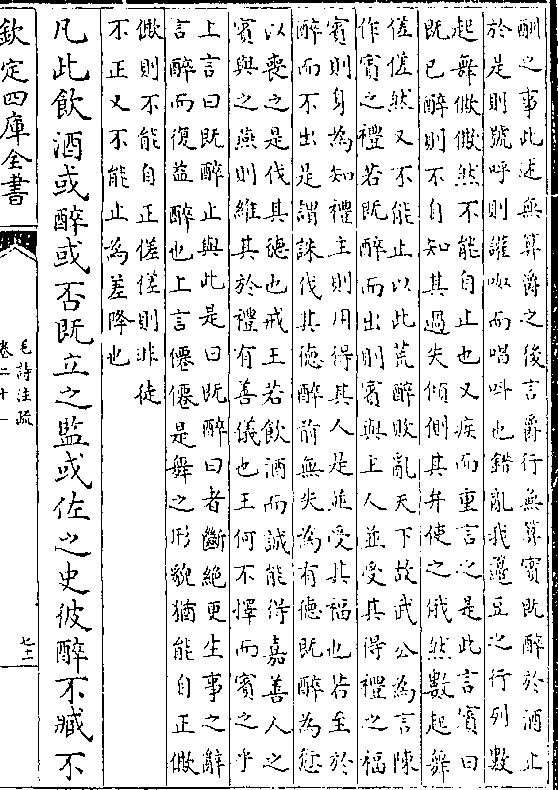 酬之事此述無算爵之後言爵行無算賓既醉於酒止
於是則號呼則讙呶而唱呌也錯亂我籩豆之行列數
起舞僛僛然不能自止也又疾而重言之是此言賓曰
既已醉則不自知其過失傾側其弁使之俄然數起舞
傞傞然又不能止以此荒醉敗亂天下故武公為言陳
作賓之禮若既醉而出則賓與主人並受其得禮之福
賓則身為知禮主則用得其人是並受其福也若至於
醉而不出是謂誅伐其德醉前無失為有德既醉為愆
以喪之是伐其德也戒王若飲酒而誠能得嘉善人之
賓與之燕則維其於禮有善儀也王何不擇而賓之乎
上言曰既醉止與此是曰既醉曰者斷絶更生事之辭
言醉而復益醉也上言僊僊是舞之形貌猶能自正僛
僛則不能自正傞傞則非徒
不正又不能止為差降也
凡此飲酒或醉或否既立之監或佐之史彼醉不臧不
欽定四庫全書
毛詩注疏
卷二十一
七二